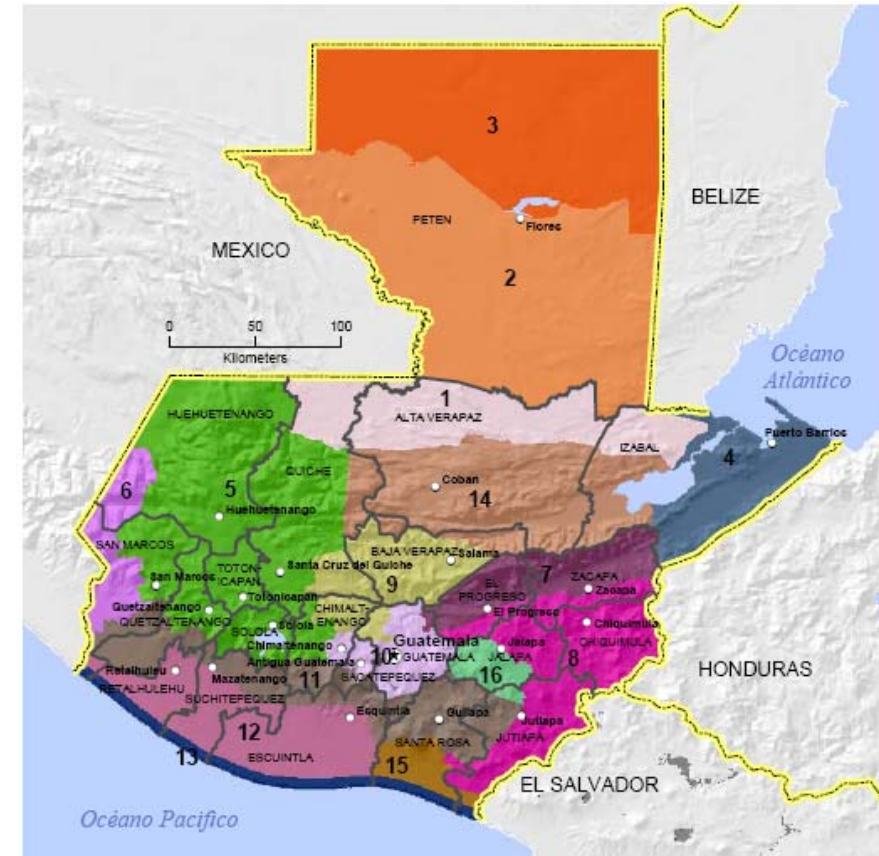 3
BELIZE
PETEN
Flores
MEXICO
2
0 50 100
Kilometers
Océano
Atlántico
1
HUEHUETENANGO
ALTA VERAPAZ
Puerto Barrios
IZABAL
4
QUICHE
6
5
Coban
14
Huehuetenango
SAN MARCOS
BAJA VERAPAZ
Salama
7
TOTON-
ICAPAN
Santa Cruz del Quiche
9
ZACAPA
Zacapa
San Marcos
EL
PROGRESO
Totonicapan
CHIMALT-
ENANGO
El Progreso
Quetzaltenango
QUETZALTENANGO
Chiquimula
CHIQUIMULA
Solola
SOLOLA
Guatemala
Jalapa
JALAPA
Chimaltenango
10
GUATEMALA
8
Antigua Guatemala
SACATEPEQUEZ
16
HONDURAS
Retalhuleu
RETALHULEHU
Mazatenango
11
SUCHITEPEQUEZ
Esquintla
Guilapa
Jutiapa
JUTIAPA
12
SANTA ROSA
13
ESCUINTLA
15
EL SALVADOR
Océano Pacifico